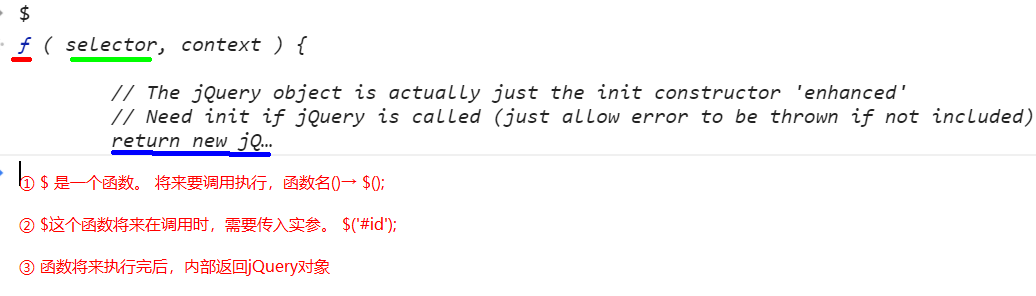 $
ƒ ( selector, context ) {
// The jQuery object is actually just the init constructor 'enhanced'
// Need init if jQuery is called (just allow error to be thrown if not included)
return new jQ…
① $ 是一个函数。 将来要调用执行，函数名()→ $();
② $这个函数将来在调用时，需要传入实参。 $('#id');
③ 函数将来执行完后，内部返回jQuery对象